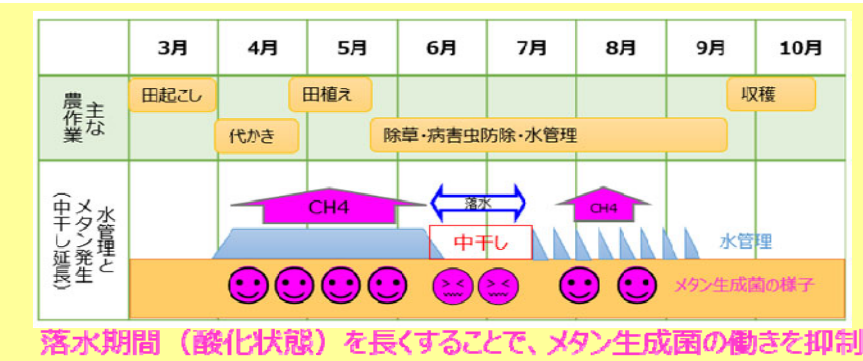 3月 4月 5月 6月 7月 8月 9月 10月
主な
農作業
田起こし
田植え
収穫
代かき
除草・病害虫防除・水管理
水管理と
メタン発生
(中干し延長)
CH4
落水
CH4
中干し
水管理
メタン生成菌の様子
落水期間（酸化状態）を長くすることで、メタン生成菌の働きを抑制